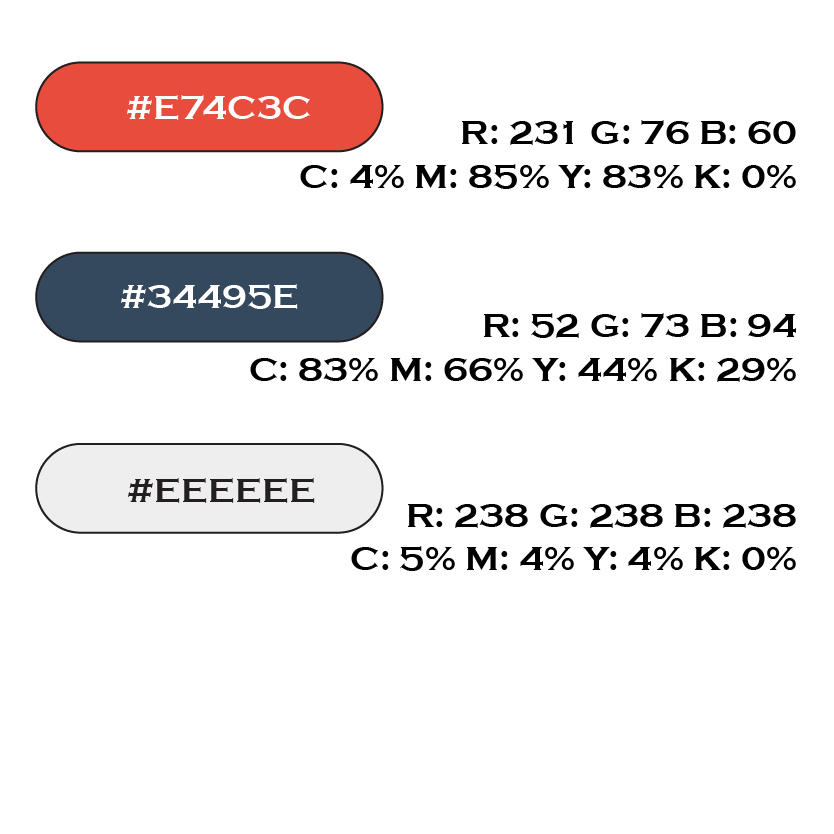 #E74C3C
R: 231 G: 76 B: 60
C: 4% M: 85% Y: 83% K: 0%
#34495E
R: 52 G: 73 B: 94
C: 83% M: 66% Y: 44% K: 29%
#EEEEEE
R: 238 G: 238 B: 238
C: 5% M: 4% Y: 4% K: 0%